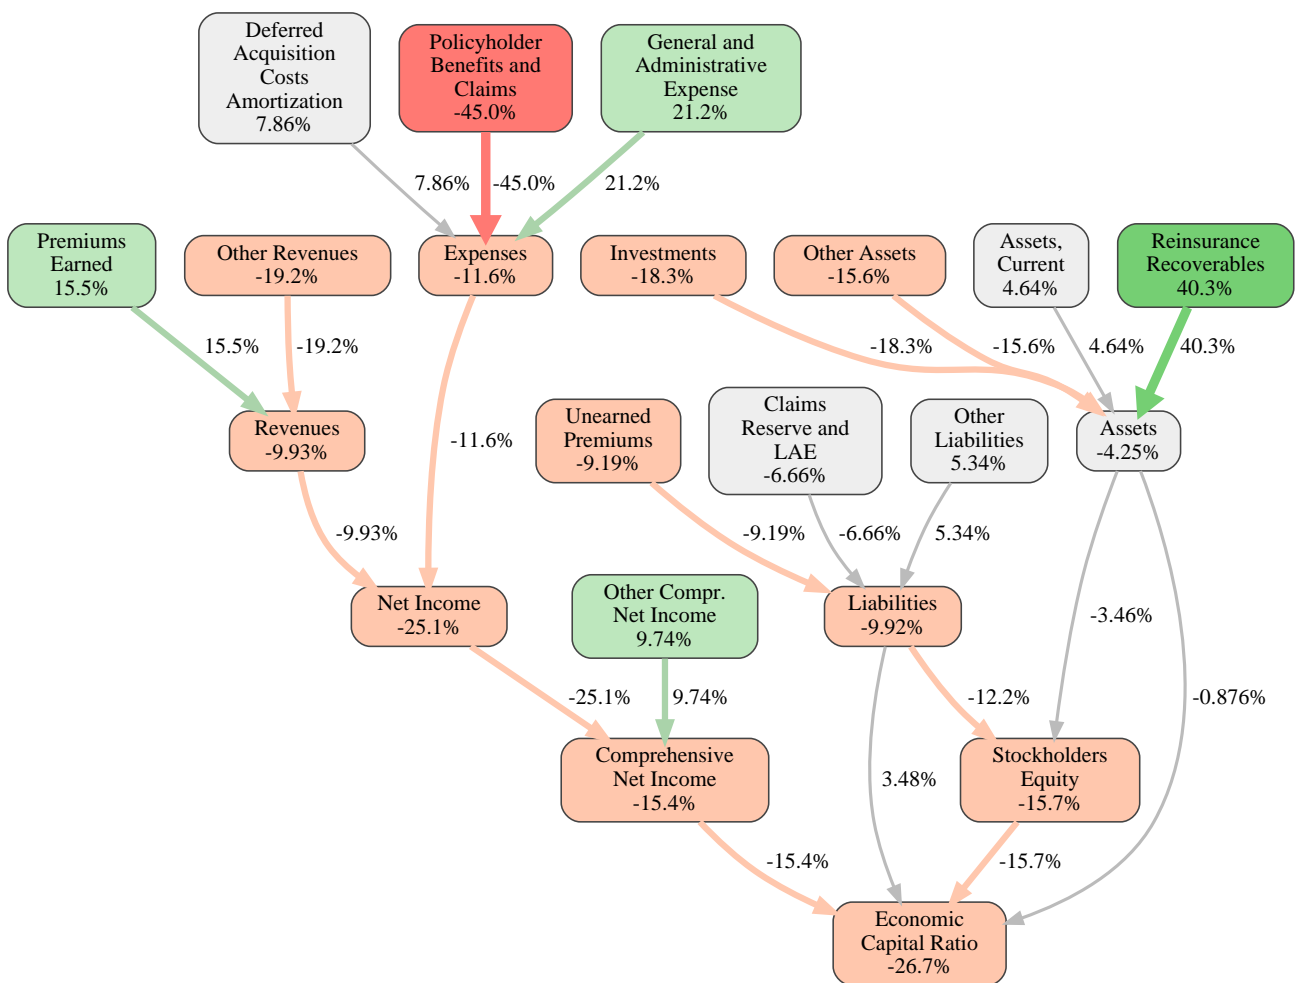 Deferred
Acquisition
Costs
Amortization
7.86%
Policyholder
Benefits and
Claims
-45.0%
General and
Administrative
Expense
21.2%
7.86%
-45.0%
21.2%
Premiums
Earned
15.5%
Other Revenues
-19.2%
Expenses
-11.6%
Investments
-18.3%
Other Assets
-15.6%
Assets,
Current
4.64%
Reinsurance
Recoverables
40.3%
15.5%
-19.2%
-18.3%
-15.6%
4.64%
40.3%
Revenues
-9.93%
-11.6%
Unearned
Premiums
-9.19%
Claims
Reserve and
LAE
-6.66%
Other
Liabilities
5.34%
Assets
-4.25%
-9.93%
-9.19%
-6.66%
5.34%
Net Income
-25.1%
Other Compr.
Net Income
9.74%
Liabilities
-9.92%
-3.46%
-25.1%
9.74%
-12.2%
-0.876%
Comprehensive
Net Income
-15.4%
3.48%
Stockholders
Equity
-15.7%
-15.4%
-15.7%
Economic
Capital Ratio
-26.7%